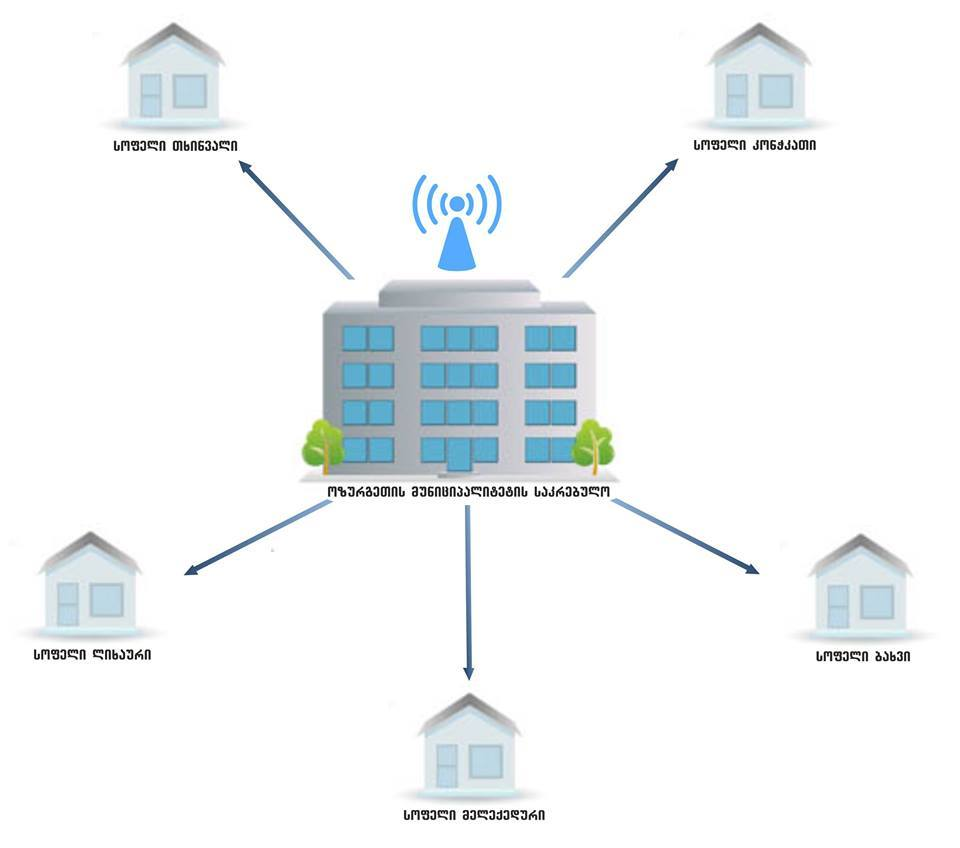 სოფელი თხინვალი
სოფელი კონჭკათი
ოზურგეთის მუნიციპალიტეტის საკრებულო
სოფელი ლიხაური
სოფელი ბახვი
სოფელი მელექედური